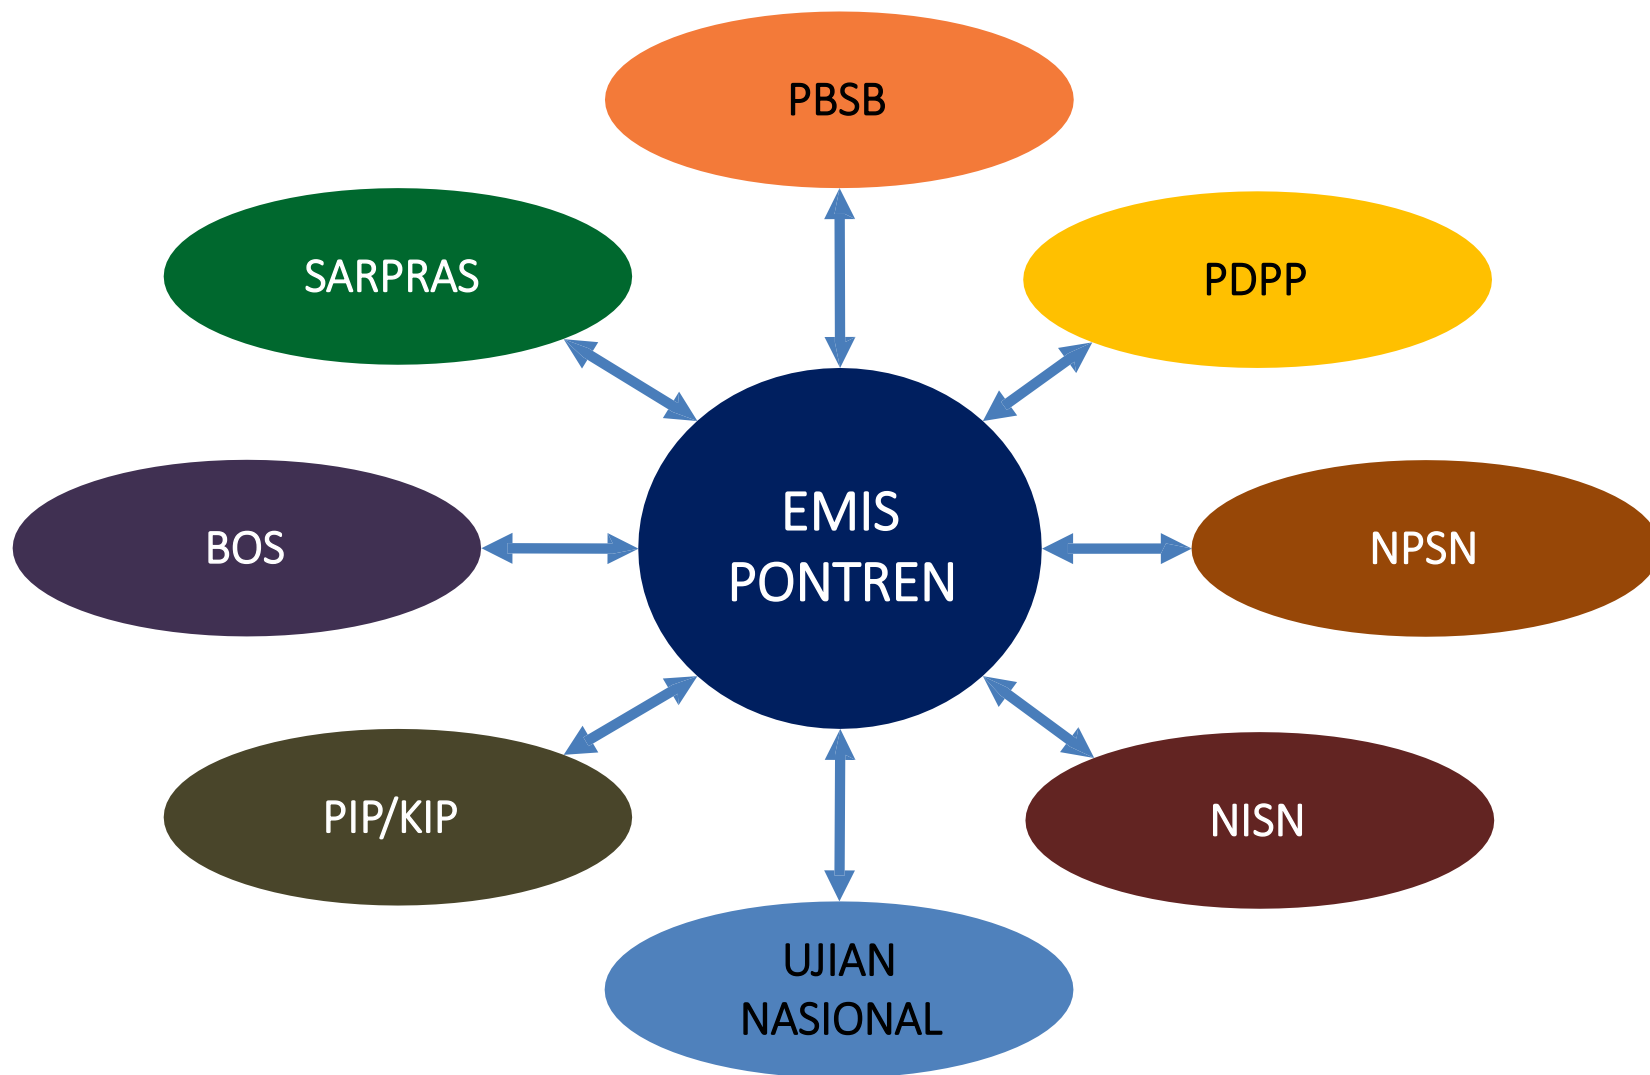 PBSB
SARPRAS
PDPP
EMIS
PONTREN
BOS
NPSN
PIP/KIP
NISN
UJIAN
NASIONAL